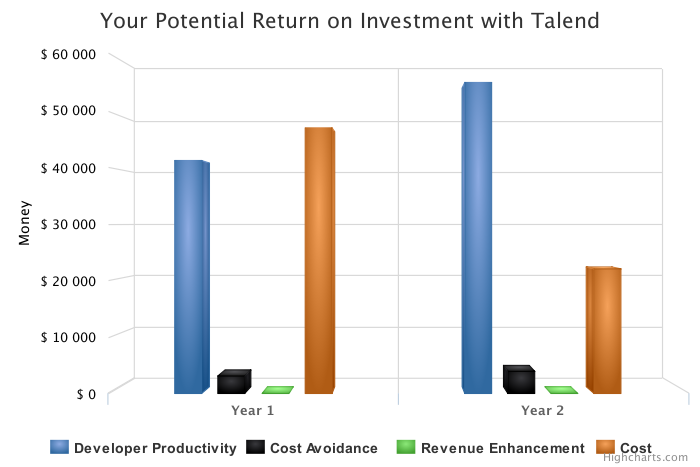 Your Potential Return on Investment with Talend
$ 60 000
$ 50 000
$ 40 000
$ 30 000
$ 20 000
$ 10 000
$ 0
Money
Year 1
Year 2
Developer Productivity
Cost Avoidance
Revenue Enhancement
Cost
Highcharts.com